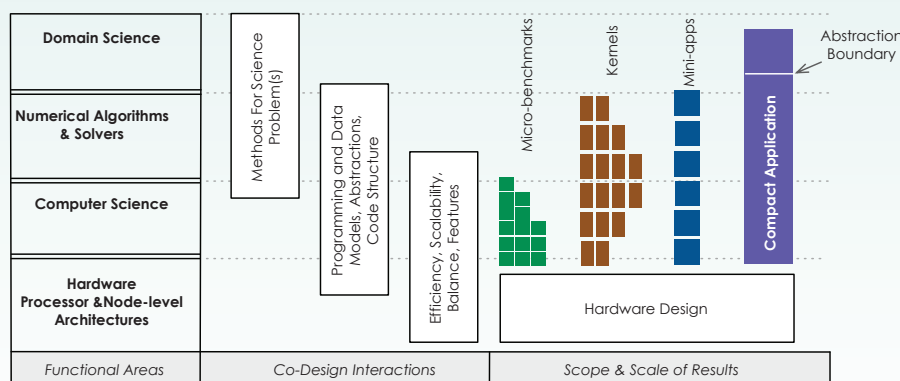 Domain Science
Numerical Algorithms
& Solvers
Computer Science
Hardware
Processor &Node-level
Architectures
Functional Areas
Methods For Science
Problem(s)
Programming and Data
Models, Abstractions,
Code Structure
Efficiency, Scalability,
Balance, Features
Co-Design Interactions
Micro-benchmarks
Kernels
Mini-apps
Compact Application
Abstraction
Boundary
Hardware Design
Scope & Scale of Results